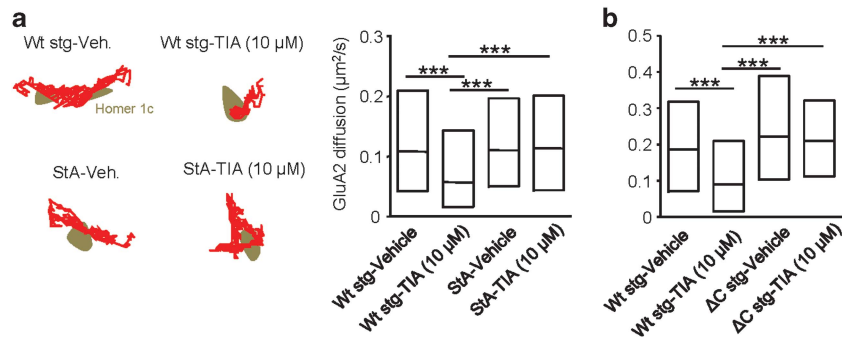 a
Wt stg-Veh.
Wt stg-TIA (10 µM)
Homer 1c
StA-Veh.
StA-TIA (10 µM)
GluA2 diffusion (µm²/s)
0.3
0.2
0.1
0
***
***
***
Wt stg-Vehicle
Wt stg-TIA (10 µM)
StA-Vehicle
StA-TIA (10 µM)
b
0.5
0.4
0.3
0.2
0.1
0
***
***
***
Wt stg-Vehicle
Wt stg-TIA (10 µM)
ΔC stg-Vehicle
ΔC stg-TIA (10 µM)